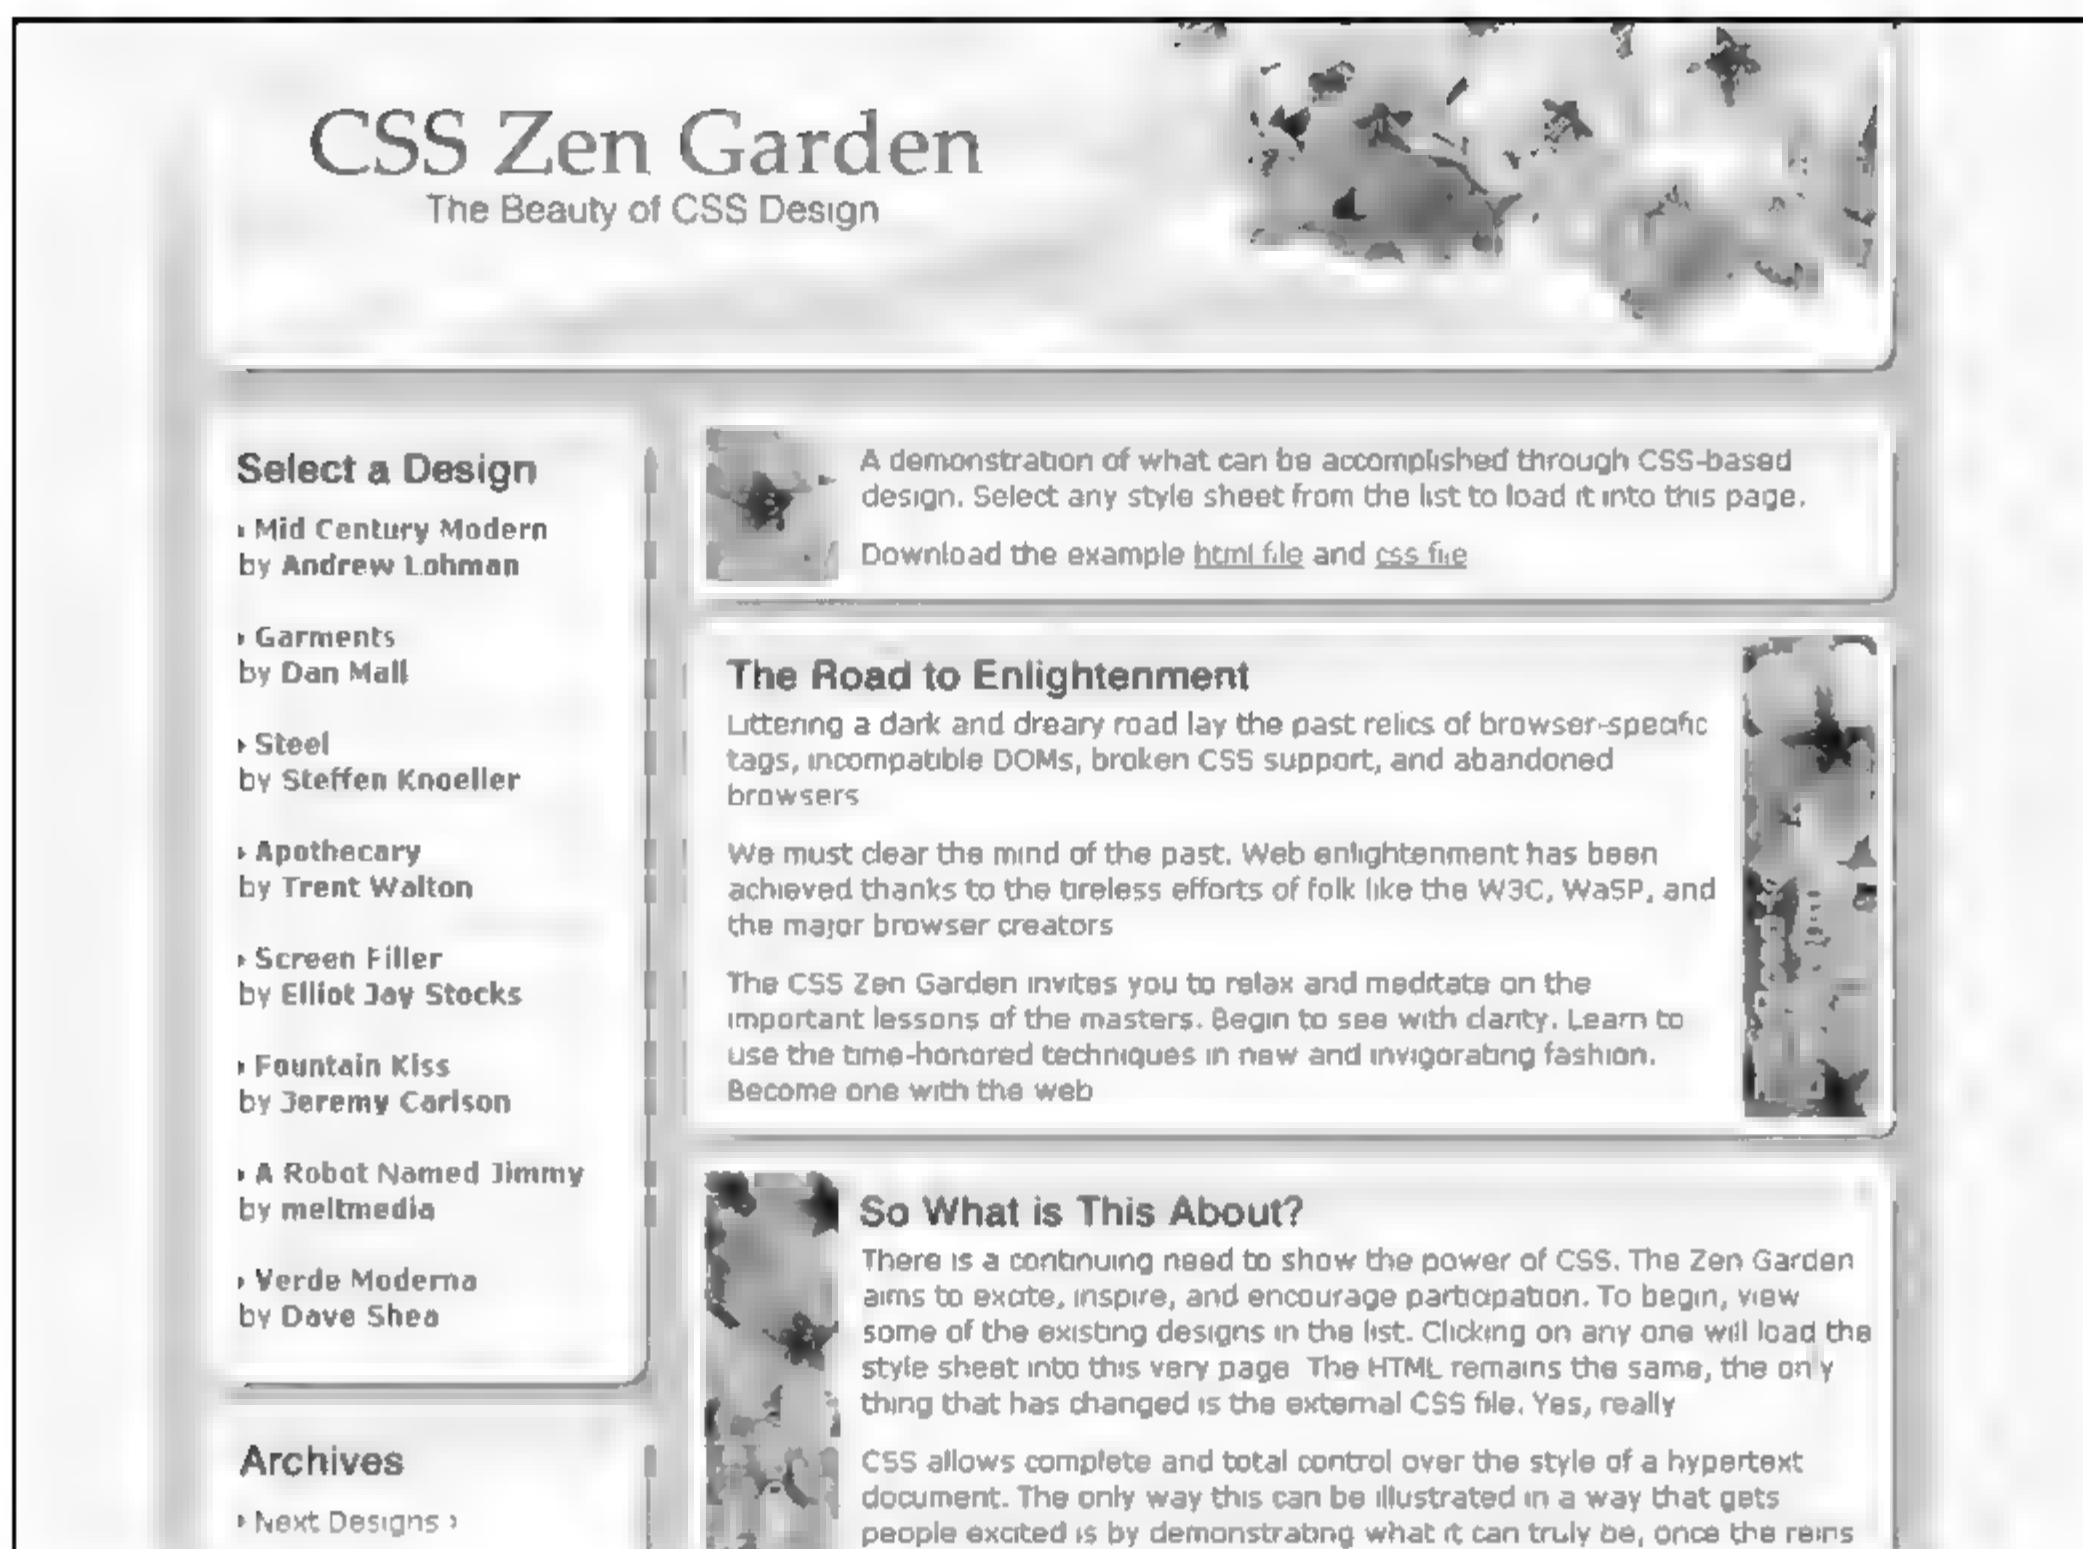 CSS Zen Garden
The Beauty of CSS Design
Select a Design
Mid Century Modern
by Andrew Lohman
Garments
by Dan Mall
Steel
by Steffen Knoeller
Apothecary
by Trent Walton
Screen Filler
by Elliot Jay Stocks
Fountain Kiss
by Jeremy Carlson
A Robot Named Jimmy
by meltmedia
Verde Moderna
by Dave Shea
Archives
Next Designs ›
A demonstration of what can be accomplished through CSS-based
design. Select any style sheet from the list to load it into this page.
Download the example html file and css file
The Road to Enlightenment
Littering a dark and dreary road lay the past relics of browser-specific
tags, incompatible DOMs, broken CSS support, and abandoned
browsers
We must clear the mind of the past. Web enlightenment has been
achieved thanks to the tireless efforts of folk like the W3C, WaSP, and
the major browser creators
The CSS Zen Garden invites you to relax and meditate on the
important lessons of the masters. Begin to see with clarity. Learn to
use the time-honored techniques in new and invigorating fashion.
Become one with the web
So What is This About?
There is a continuing need to show the power of CSS. The Zen Garden
aims to excite, inspire, and encourage participation. To begin, view
some of the existing designs in the list. Clicking on any one will load the
style sheet into this very page The HTML remains the same, the only
thing that has changed is the external CSS file. Yes, really
CSS allows complete and total control over the style of a hypertext
document. The only way this can be illustrated in a way that gets
people excited is by demonstrating what it can truly be, once the reins